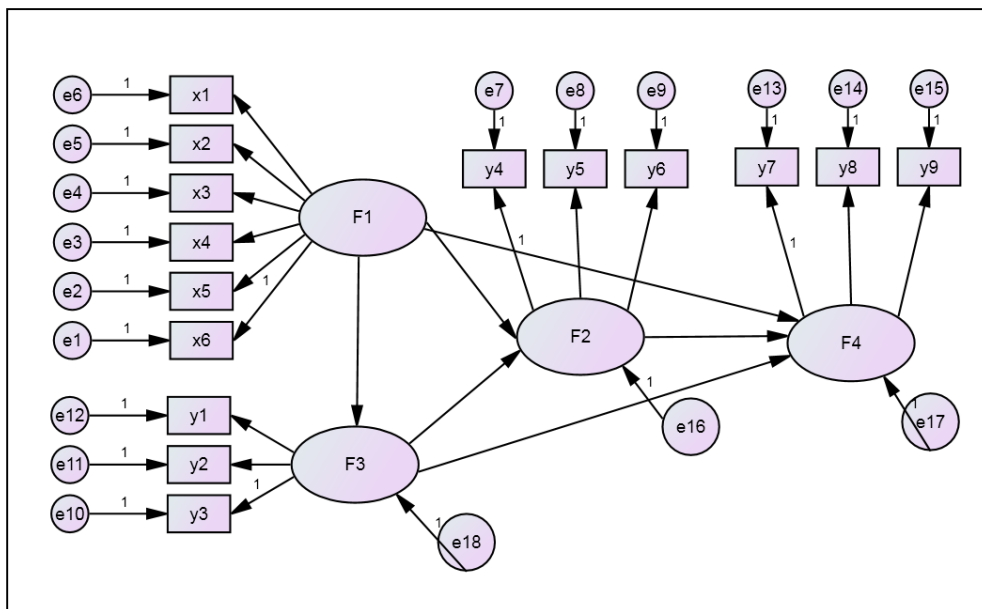 e6 1 x1
e5 1 x2
e4 1 x3
e3 1 x4
e2 1 x5
e1 1 x6
1
F1
e7 e8 e9
1 1 1
y4 y5 y6
1
F2
1
e16
e13 e14 e15
1 1 1
y7 y8 y9
1
F4
1
e17
e12 1 y1
e11 1 y2
e10 1 y3
1
F3
1
e18